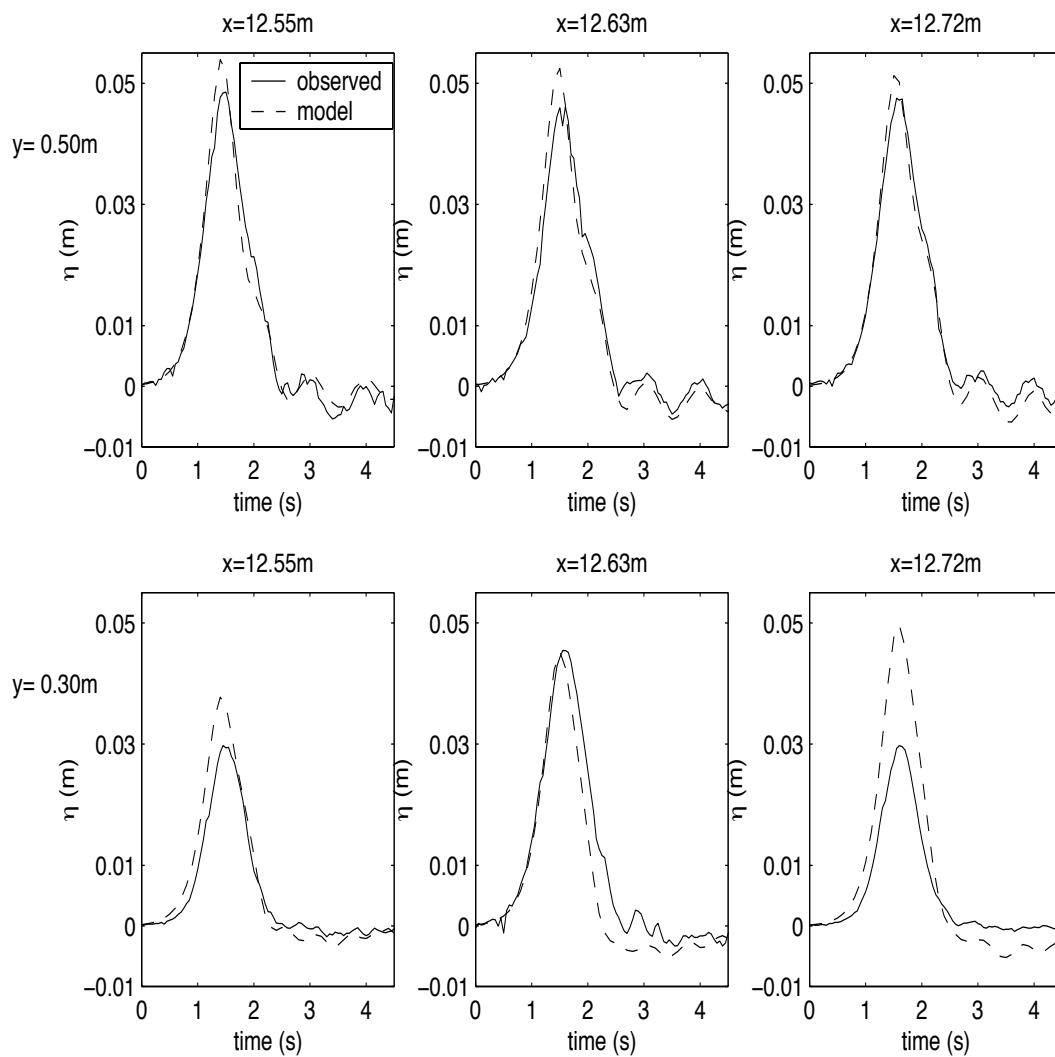 x=12.55m
x=12.63m
x=12.72m
observed
model
y= 0.50m
0.05
0.03
0.01
0
−0.01
η (m)
0 1 2 3 4
time (s)
0.05
0.03
0.01
0
−0.01
η (m)
0 1 2 3 4
time (s)
0.05
0.03
0.01
0
−0.01
η (m)
0 1 2 3 4
time (s)
x=12.55m
x=12.63m
x=12.72m
y= 0.30m
0.05
0.03
0.01
0
−0.01
η (m)
0 1 2 3 4
time (s)
0.05
0.03
0.01
0
−0.01
η (m)
0 1 2 3 4
time (s)
0.05
0.03
0.01
0
−0.01
η (m)
0 1 2 3 4
time (s)